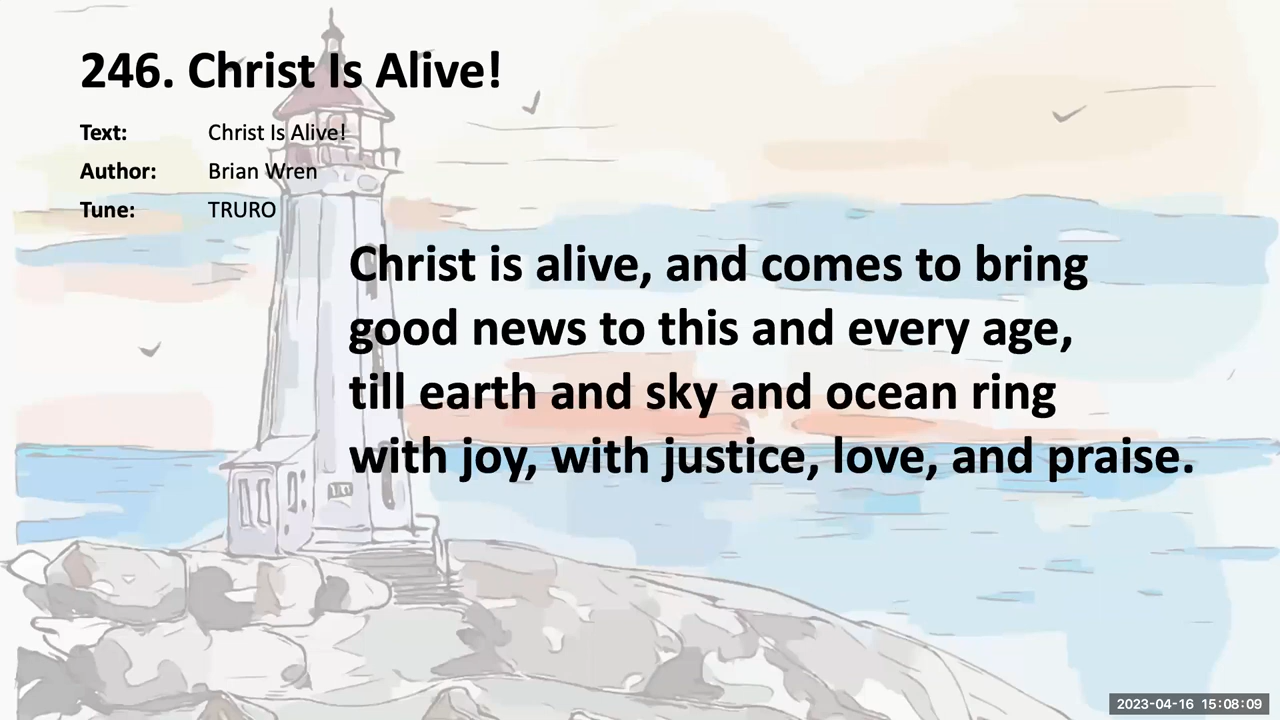 246. Christ Is Alive!
Text: Christ Is Alive!
Author: Brian Wren
Tune: TRURO
Christ is alive, and comes to bring
good news to this and every age,
till earth and sky and ocean ring
with joy, with justice, love, and praise.
2023-04-16 15:08:09